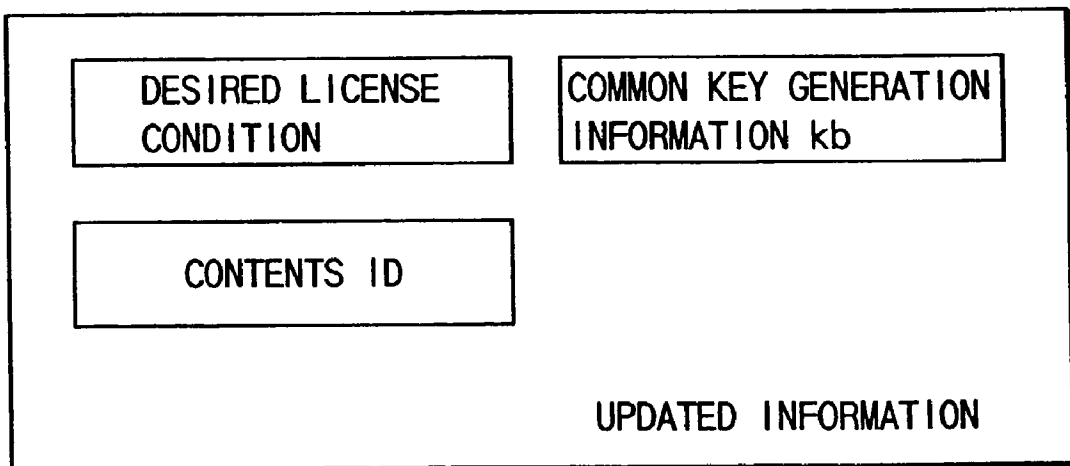 DESIRED LICENSE
CONDITION
COMMON KEY GENERATION
INFORMATION kb
CONTENTS ID
UPDATED INFORMATION